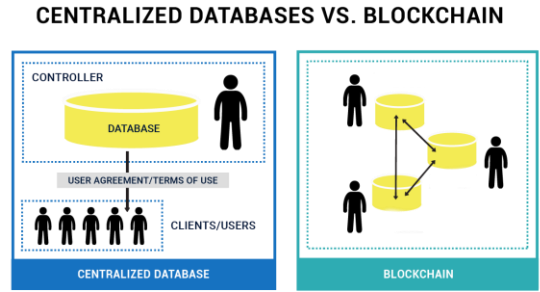 CENTRALIZED DATABASES VS. BLOCKCHAIN
CONTROLLER
DATABASE
USER AGREEMENT/TERMS OF USE
CLIENTS/USERS
CENTRALIZED DATABASE
BLOCKCHAIN